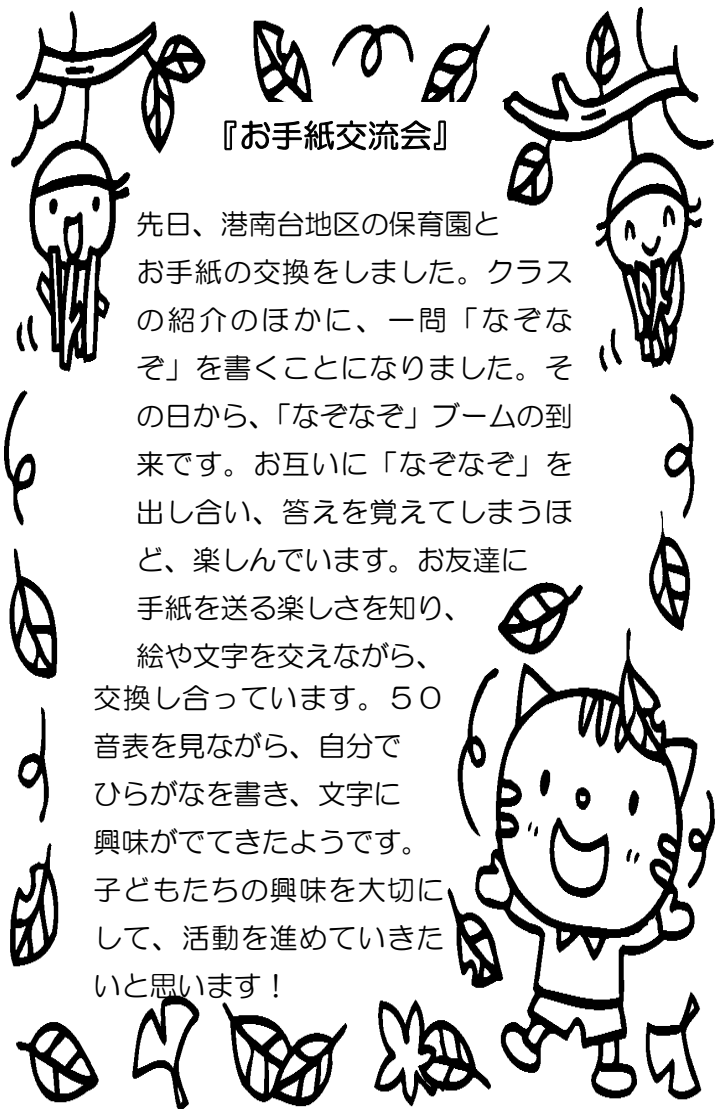 『お手紙交流会』
先日、港南台地区の保育園と
お手紙の交換をしました。クラス
の紹介のほかに、一問「なぞな
ぞ」を書くことになりました。そ
の日から、「なぞなぞ」ブームの到
来です。お互いに「なぞなぞ」を
出し合い、答えを覚えてしまうほ
ど、楽しんでいます。お友達に
手紙を送る楽しさを知り、
絵や文字を交えながら、
交換し合っています。５０
音表を見ながら、自分で
ひらがなを書き、文字に
興味がでてきたようです。
子どもたちの興味を大切に
して、活動を進めていきた
いと思います！